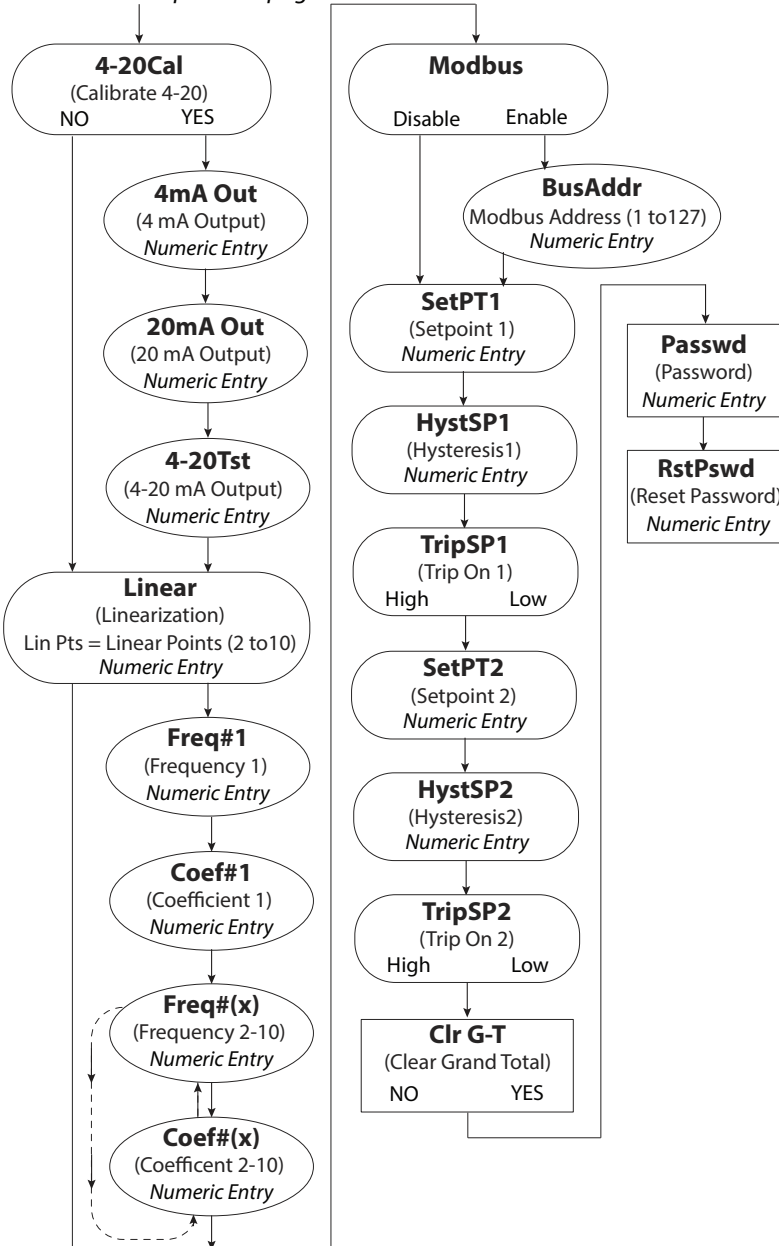 4-20Cal
(Calibrate 4-20)
NO YES
4mA Out
(4 mA Output)
Numeric Entry
20mA Out
(20 mA Output)
Numeric Entry
4-20Tst
(4-20 mA Output)
Numeric Entry
Linear
(Linearization)
Lin Pts = Linear Points (2 to10)
Numeric Entry
Freq#1
(Frequency 1)
Numeric Entry
Coef#1
(Coefficient 1)
Numeric Entry
Freq#(x)
(Frequency 2-10)
Numeric Entry
Coef#(x)
(Coefficent 2-10)
Numeric Entry
Modbus
Disable Enable
BusAddr
Modbus Address (1 to127)
Numeric Entry
SetPT1
(Setpoint 1)
Numeric Entry
HystSP1
(Hysteresis1)
Numeric Entry
TripSP1
(Trip On 1)
High Low
SetPT2
(Setpoint 2)
Numeric Entry
HystSP2
(Hysteresis2)
Numeric Entry
TripSP2
(Trip On 2)
High Low
Clr G-T
(Clear Grand Total)
NO YES
Passwd
(Password)
Numeric Entry
RstPswd
(Reset Password)
Numeric Entry